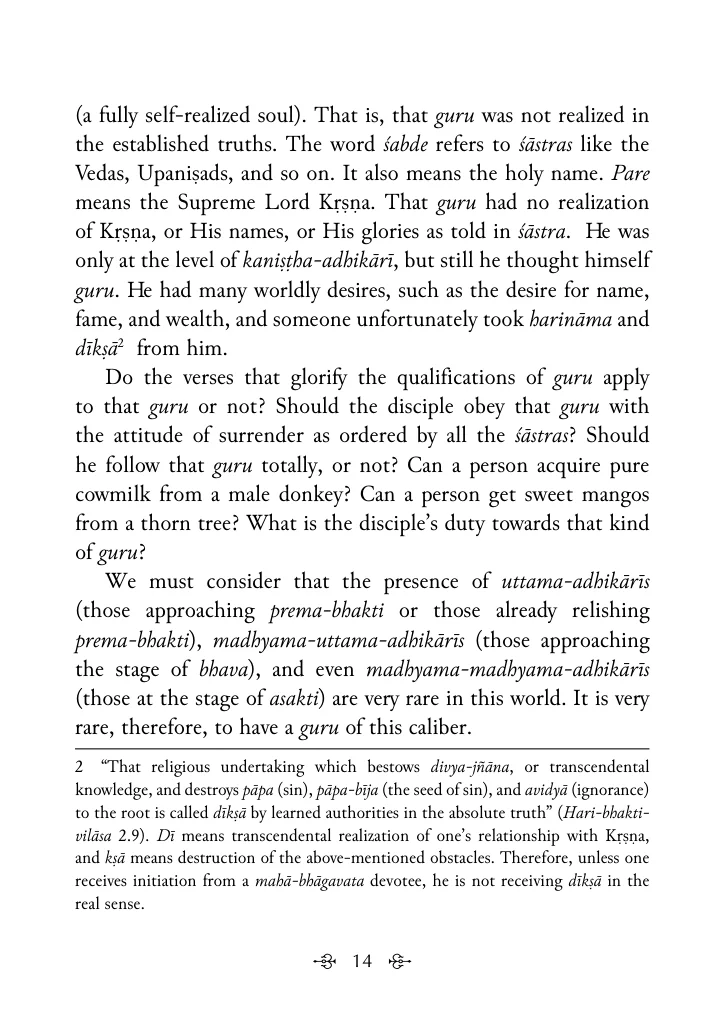 (a fully self-realized soul). That is, that guru was not realized in
the established truths. The word śabde refers to śāstras like the
Vedas, Upaniṣads, and so on. It also means the holy name. Pare
means the Supreme Lord Kṛṣṇa. That guru had no realization
of Kṛṣṇa, or His names, or His glories as told in śāstra. He was
only at the level of kaniṣṭha-adhikārī, but still he thought himself
guru. He had many worldly desires, such as the desire for name,
fame, and wealth, and someone unfortunately took harināma and
dīkṣā2 from him.
Do the verses that glorify the qualifications of guru apply
to that guru or not? Should the disciple obey that guru with
the attitude of surrender as ordered by all the śāstras? Should
he follow that guru totally, or not? Can a person acquire pure
cowmilk from a male donkey? Can a person get sweet mangos
from a thorn tree? What is the disciple’s duty towards that kind
of guru?
We must consider that the presence of uttama-adhikārīs
(those approaching prema-bhakti or those already relishing
prema-bhakti), madhyama-uttama-adhikārīs (those approaching
the stage of bhava), and even madhyama-madhyama-adhikārīs
(those at the stage of asakti) are very rare in this world. It is very
rare, therefore, to have a guru of this caliber.
2 “That religious undertaking which bestows divya-jñāna, or transcendental
knowledge, and destroys pāpa (sin), pāpa-bīja (the seed of sin), and avidyā (ignorance)
to the root is called dīkṣā by learned authorities in the absolute truth” (Hari-bhakti-
vilāsa 2.9). Dī means transcendental realization of one’s relationship with Kṛṣṇa,
and kṣā means destruction of the above-mentioned obstacles. Therefore, unless one
receives initiation from a mahā-bhāgavata devotee, he is not receiving dīkṣā in the
real sense.
14